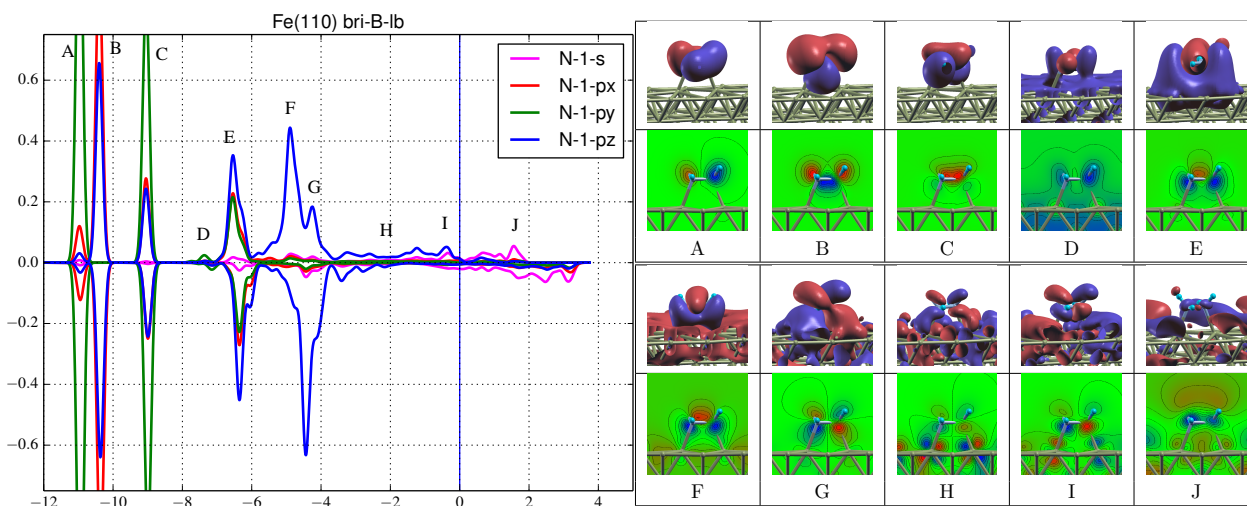 Fe(110) bri-B-lb
A
B
C
D
E
F
G
H
I
J
N-1-s
N-1-px
N-1-py
N-1-pz
0.6
0.4
0.2
0.0
−0.2
−0.4
−0.6
−12
−10
−8
−6
−4
−2
0
2
4
A B C D E
F G H I J